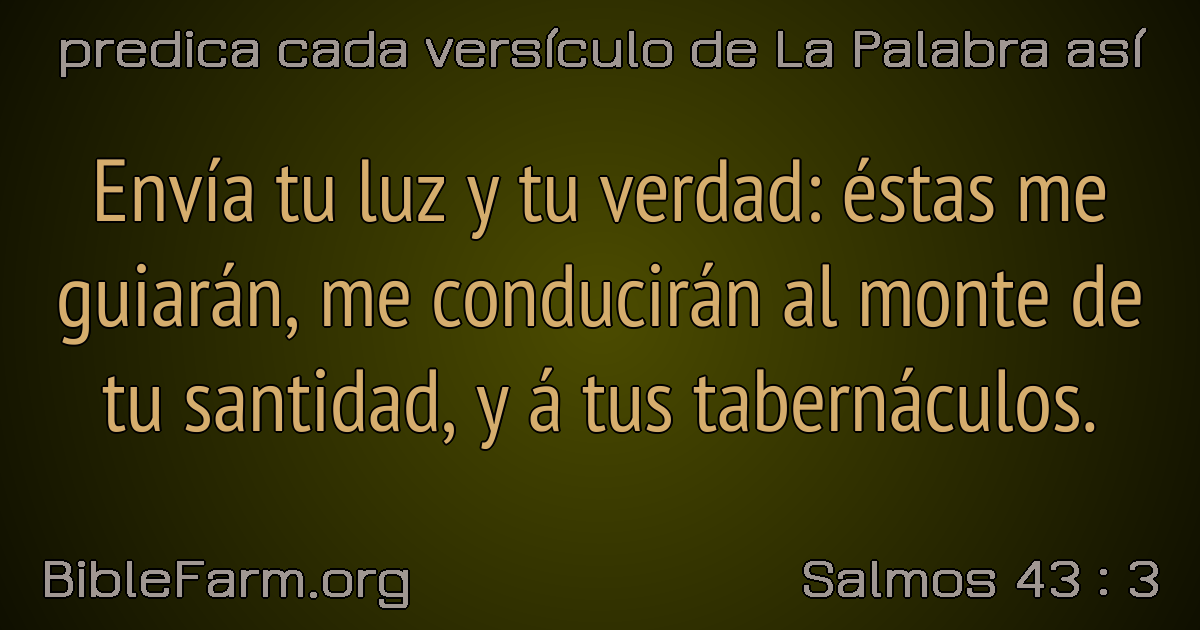 predica cada versículo de La Palabra así
Envía tu luz y tu verdad: éstas me
guiarán, me conducirán al monte de
tu santidad, y á tus tabernáculos.
BibleFarm.org
Salmos 43 : 3